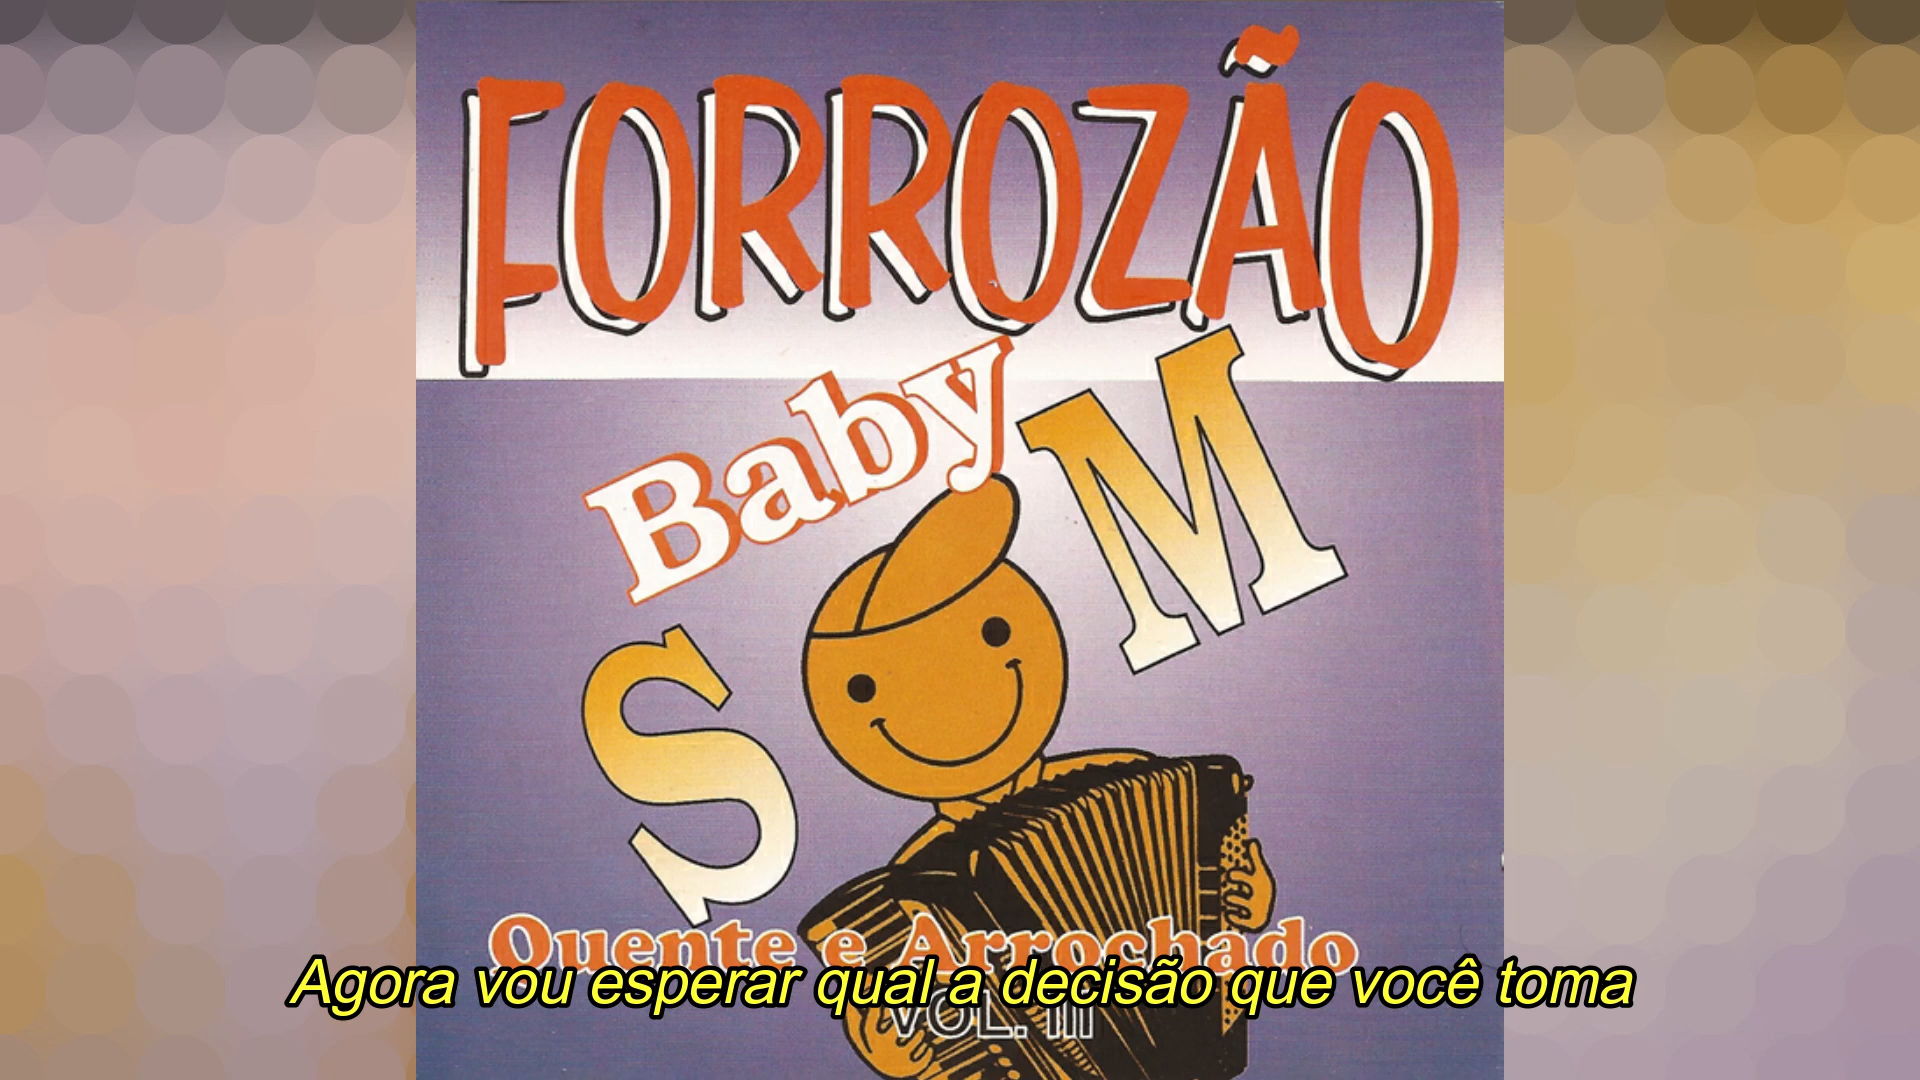 FORROZÃO
Baby
SOM
Quente e Arrochado
Agora vou esperar qual a decisão que você toma
VOL. III